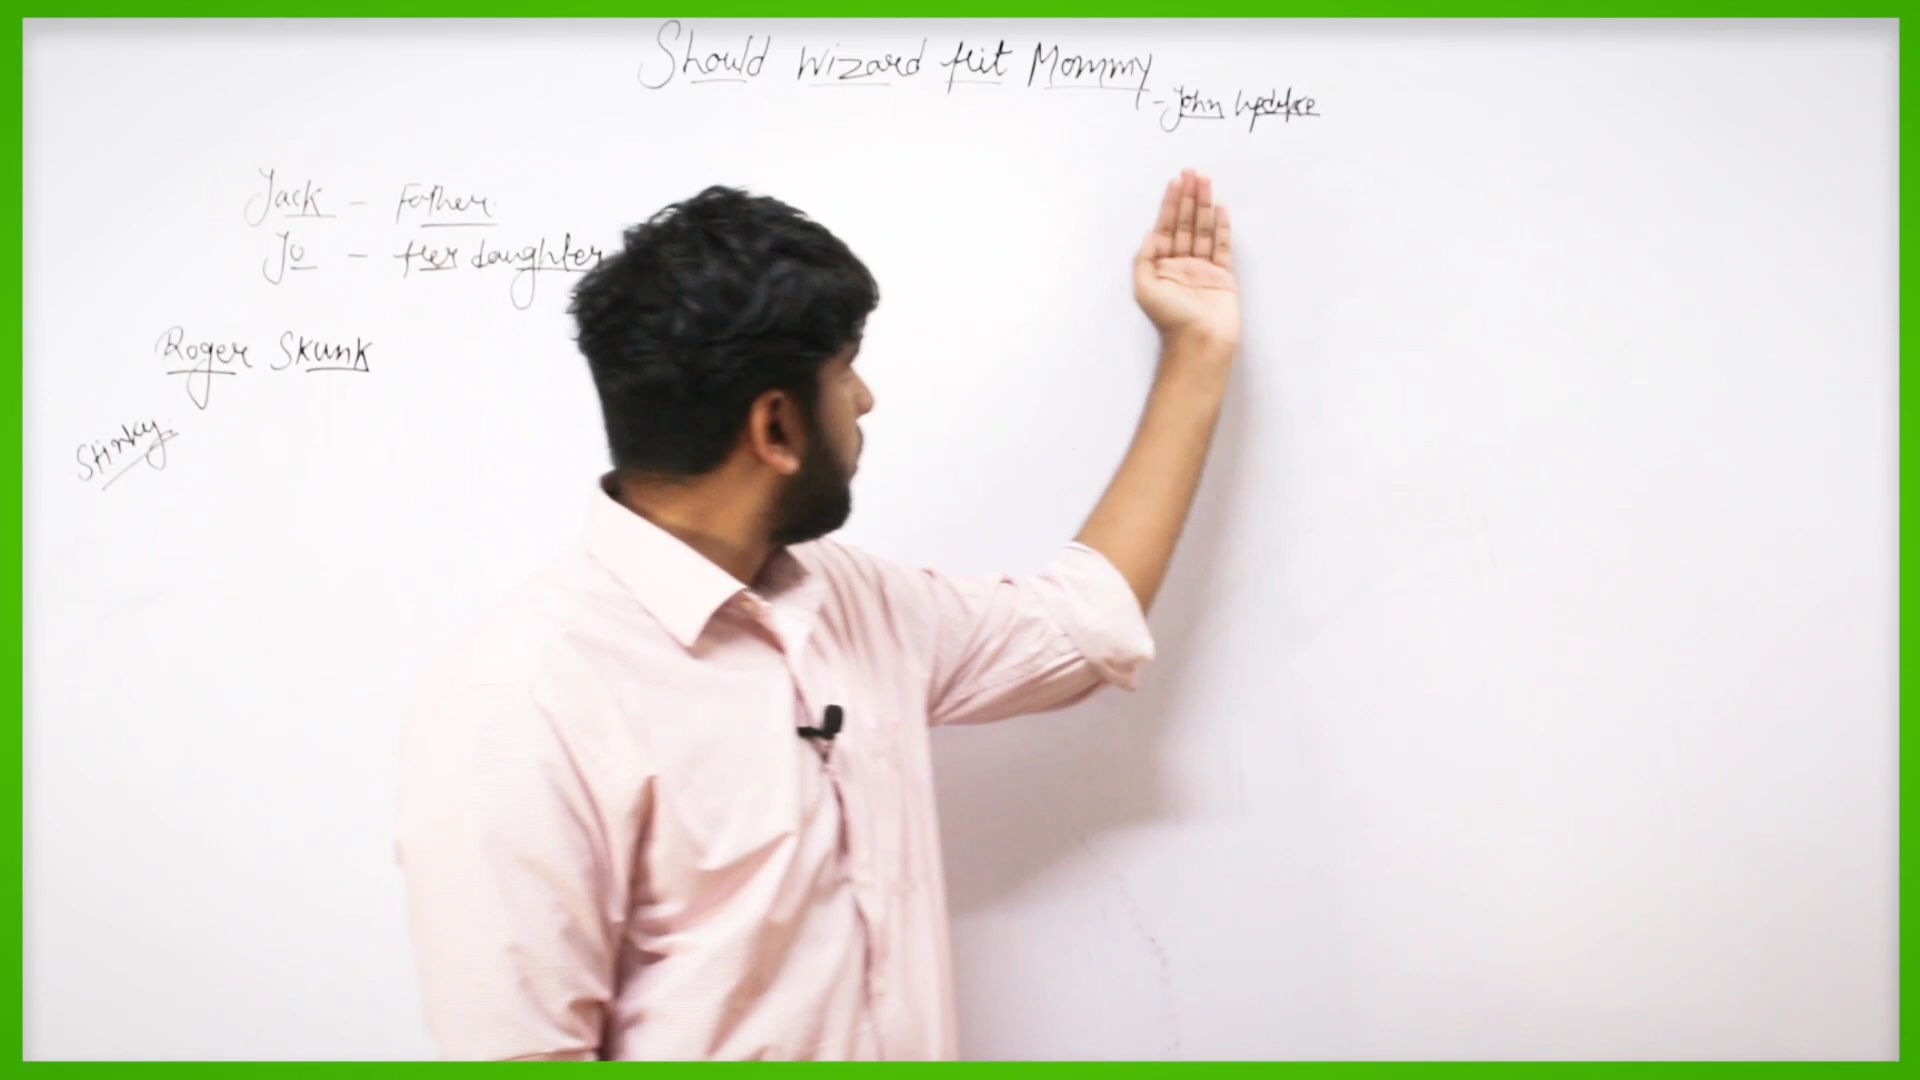 Should Wizard Hit Mommy
- John Updike
Jack - Father.
Jo - Her daughter
Roger Skunk
Stinky.